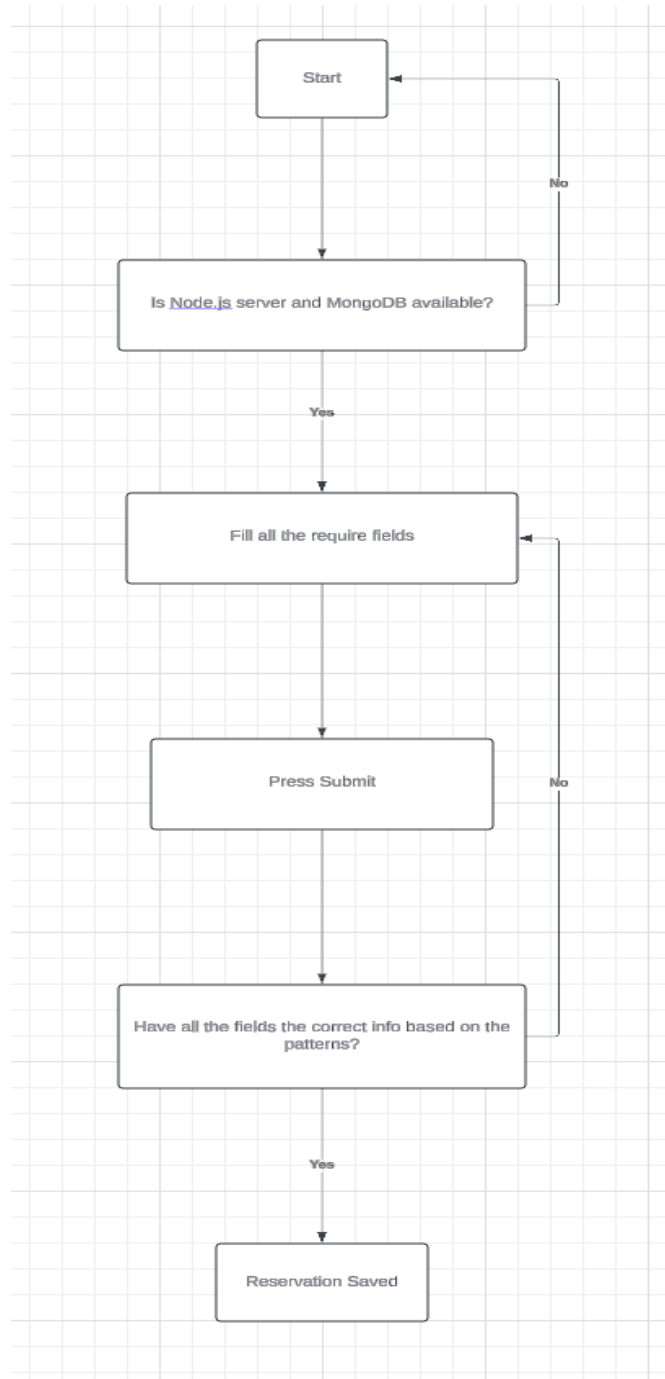 Start
No
Is Node.js server and MongoDB available?
Yes
Fill all the require fields
Press Submit
No
Have all the fields the correct info based on the
patterns?
Yes
Reservation Saved